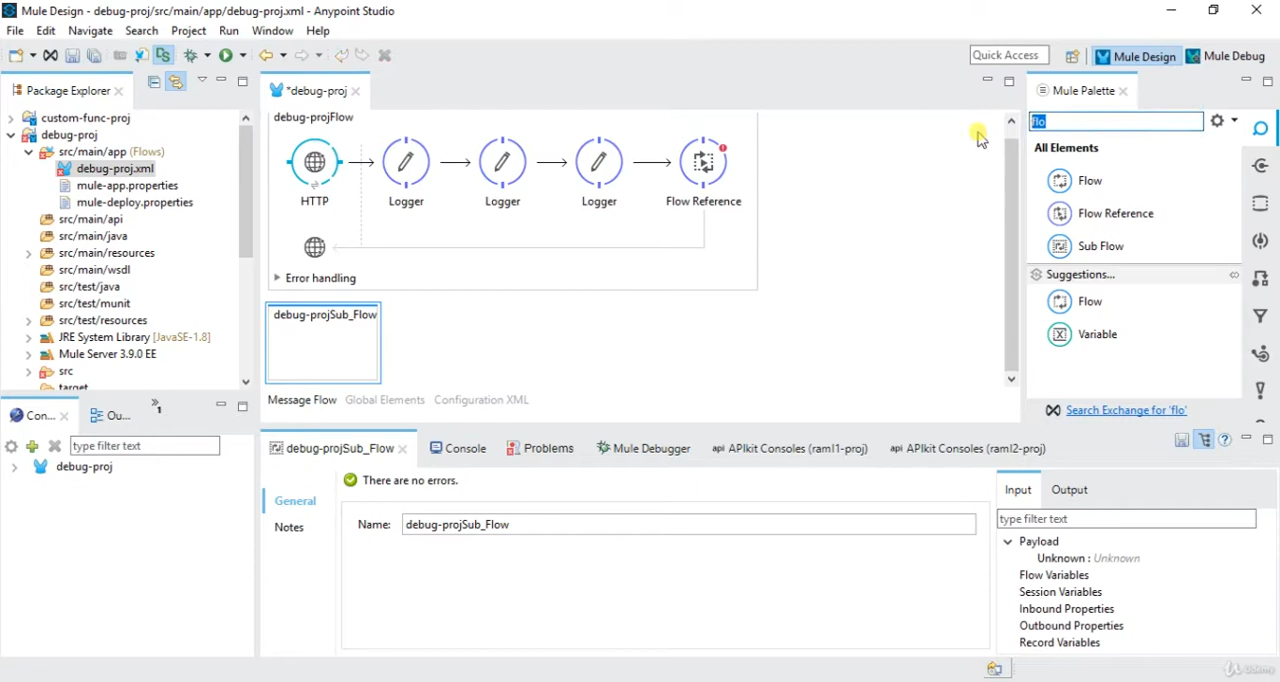 Mule Design - debug-proj/src/main/app/debug-proj.xml - Anypoint Studio
File Edit Navigate Search Project Run Window Help
Quick Access
Mule Design
Mule Debug
Package Explorer
custom-func-proj
debug-proj
src/main/app (Flows)
debug-proj.xml
mule-app.properties
mule-deploy.properties
src/main/api
src/main/java
src/main/resources
src/main/wsdl
src/test/java
src/test/munit
src/test/resources
JRE System Library [JavaSE-1.8]
Mule Server 3.9.0 EE
src
target
*debug-proj
debug-projFlow
HTTP
Logger
Logger
Logger
Flow Reference
Error handling
debug-projSub_Flow
Message Flow Global Elements Configuration XML
Mule Palette
flo
All Elements
Flow
Flow Reference
Sub Flow
Suggestions...
Flow
Variable
Search Exchange for 'flo'
Con...
Ou...
1
type filter text
debug-proj
debug-projSub_Flow
Console
Problems
Mule Debugger
api APIkit Consoles (raml1-proj)
api APIkit Consoles (raml2-proj)
There are no errors.
General
Notes
Name: debug-projSub_Flow
Input Output
type filter text
Payload
Unknown : Unknown
Flow Variables
Session Variables
Inbound Properties
Outbound Properties
Record Variables
Udemy